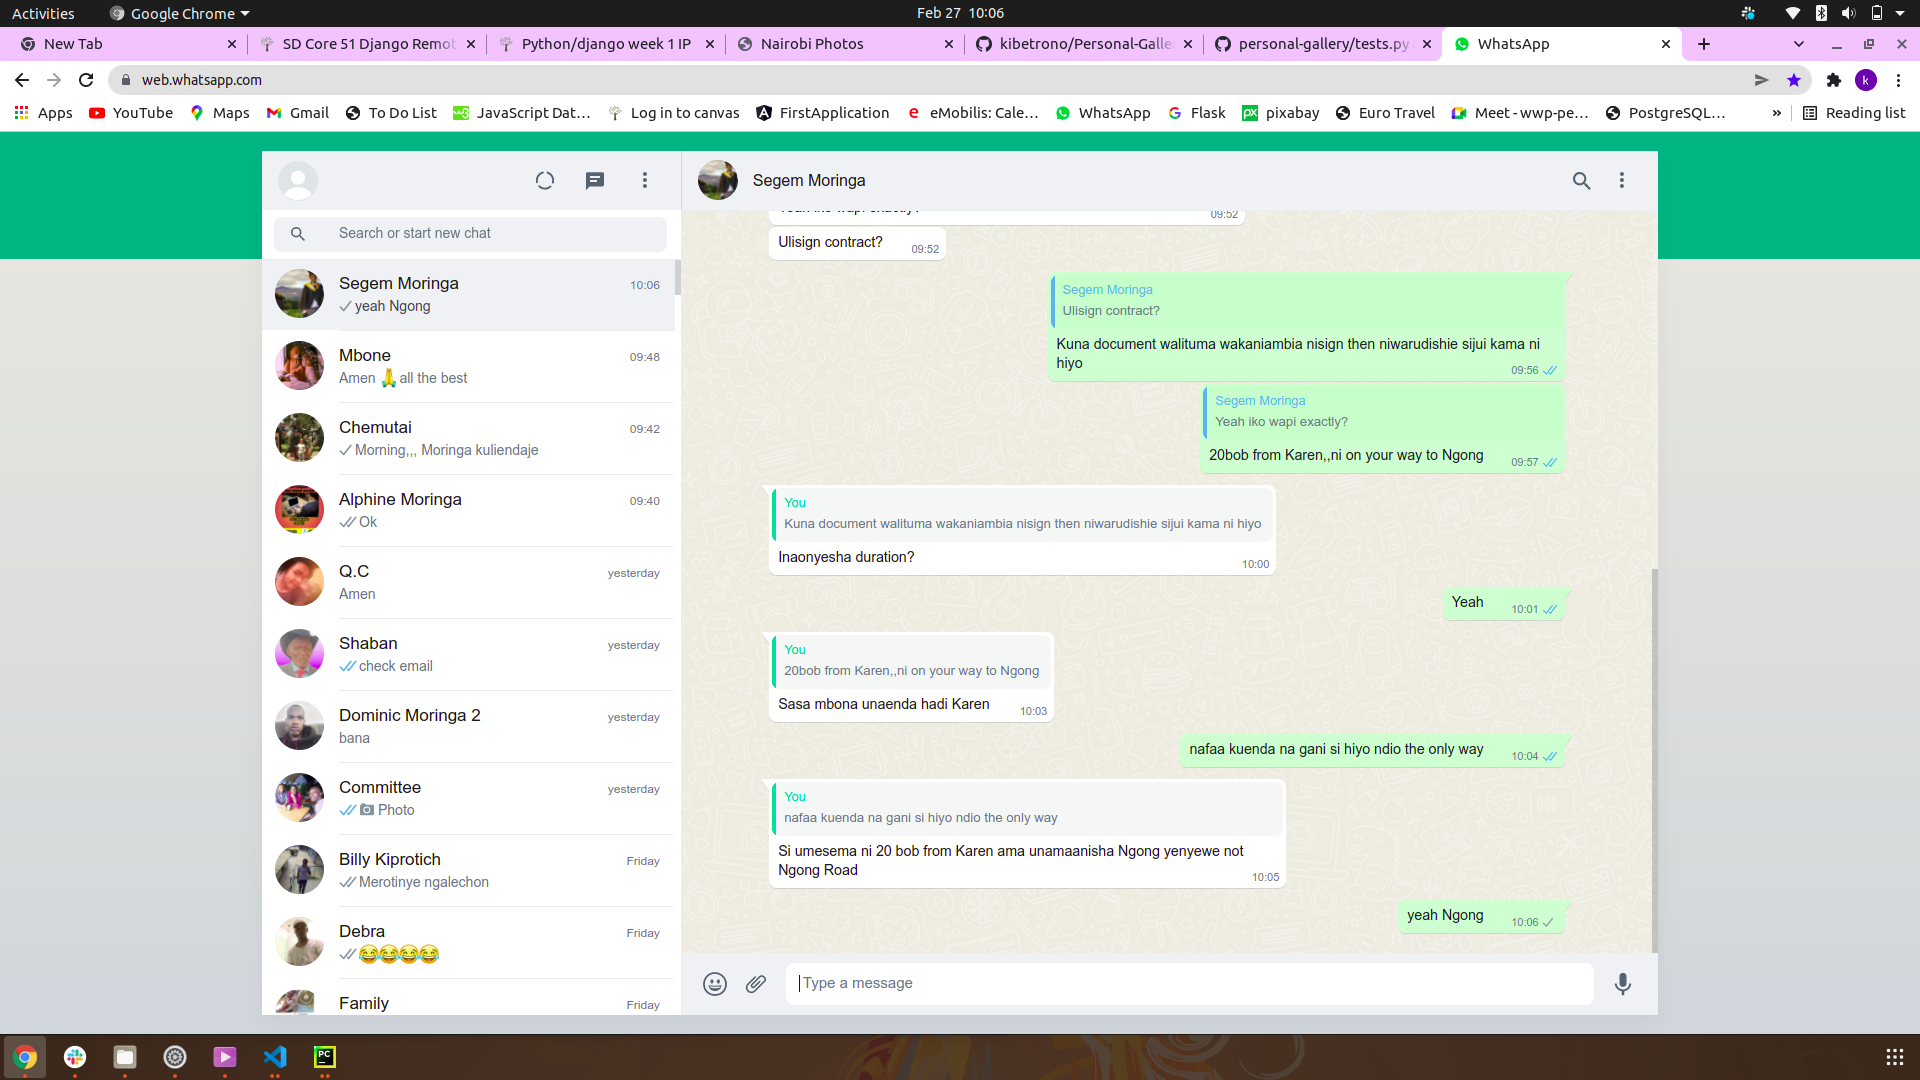 Activities
Google Chrome
Feb 27 10:06
New Tab
SD Core 51 Django Remot
Python/django week 1 IP
Nairobi Photos
kibetrono/Personal-Galle
personal-gallery/tests.py
WhatsApp
web.whatsapp.com
k
Apps
YouTube
Maps
Gmail
To Do List
JavaScript Dat...
Log in to canvas
FirstApplication
eMobilis: Cale...
WhatsApp
Flask
pixabay
Euro Travel
Meet - wwp-pe...
PostgreSQL...
»
Reading list
Search or start new chat
Segem Moringa 10:06
yeah Ngong
Mbone 09:48
Amen 🙏all the best
Chemutai 09:42
Morning,,, Moringa kuliendaje
Alphine Moringa 09:40
Ok
Q.C yesterday
Amen
Shaban yesterday
check email
Dominic Moringa 2 yesterday
bana
Committee yesterday
Photo
Billy Kiprotich Friday
Merotinye ngalechon
Debra Friday
😂😂😂😂
Family Friday
Segem Moringa
Yeah iko wapi exactly? 09:52
Ulisign contract? 09:52
Segem Moringa
Ulisign contract?
Kuna document walituma wakaniambia nisign then niwarudishie sijui kama ni
hiyo 09:56
Segem Moringa
Yeah iko wapi exactly?
20bob from Karen,,ni on your way to Ngong 09:57
You
Kuna document walituma wakaniambia nisign then niwarudishie sijui kama ni hiyo
Inaonyesha duration? 10:00
Yeah 10:01
You
20bob from Karen,,ni on your way to Ngong
Sasa mbona unaenda hadi Karen 10:03
nafaa kuenda na gani si hiyo ndio the only way 10:04
You
nafaa kuenda na gani si hiyo ndio the only way
Si umesema ni 20 bob from Karen ama unamaanisha Ngong yenyewe not
Ngong Road 10:05
yeah Ngong 10:06
Type a message
PC